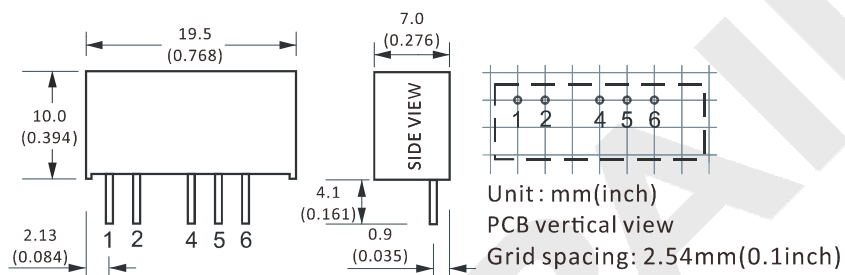 19.5
(0.768)
7.0
(0.276)
10.0
(0.394)
SIDE VIEW
1 2 4 5 6
4.1
(0.161)
2.13
(0.084)
1 2 4 5 6
0.9
(0.035)
Unit : mm(inch)
PCB vertical view
Grid spacing: 2.54mm(0.1inch)